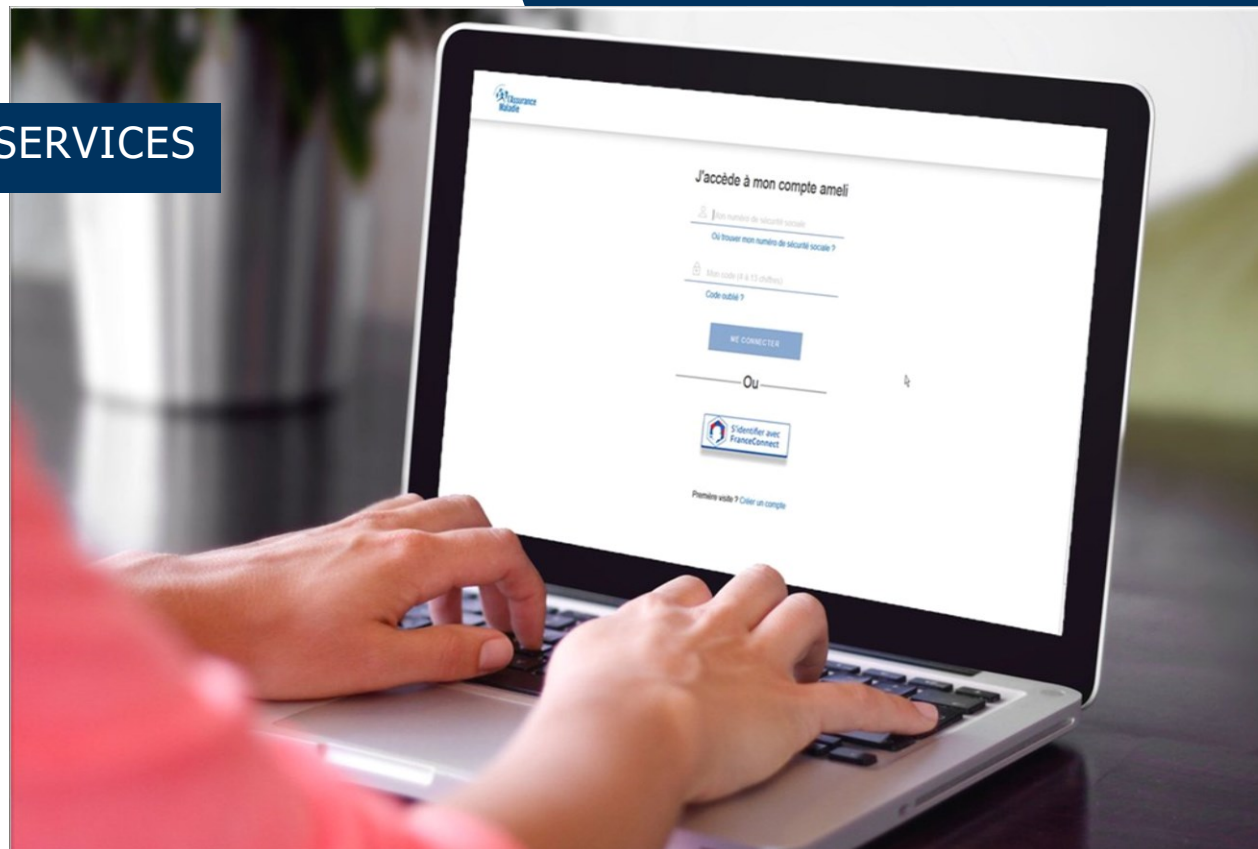 SERVICES
l'Assurance
Maladie
J'accède à mon compte ameli
Mon numéro de sécurité sociale
Où trouver mon numéro de sécurité sociale ?
Mon code (4 à 13 chiffres)
Code oublié ?
ME CONNECTER
Ou
S'identifier avec
FranceConnect
Première visite ? Créer un compte